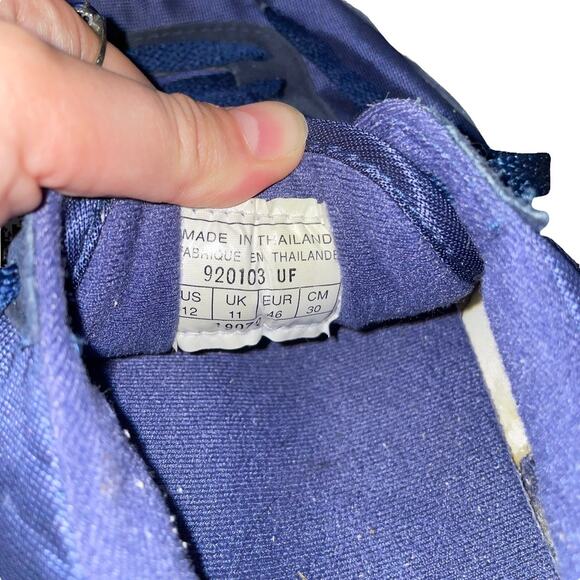 MADE IN THAILAND
FABRIQUE EN THAILANDE
920103 UF
US UK EUR CM
12 11 46 30